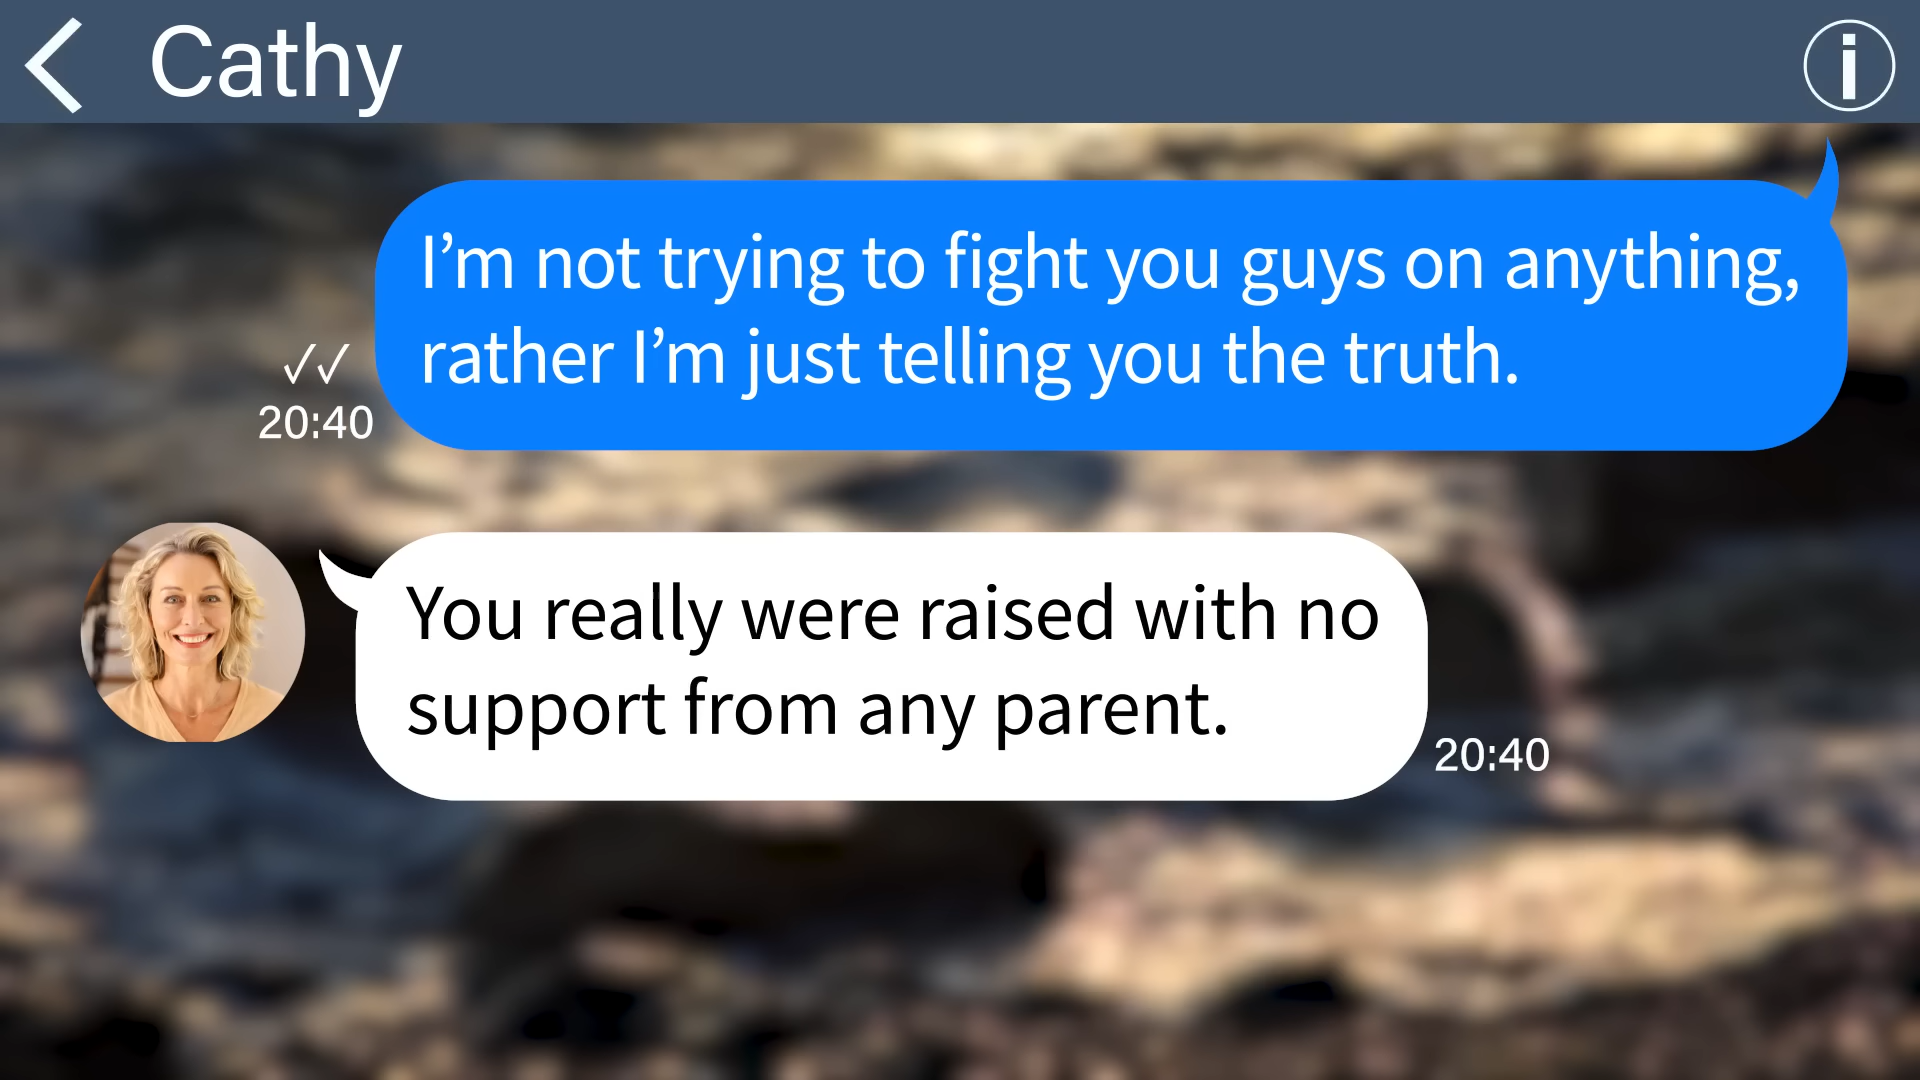 Cathy
I’m not trying to fight you guys on anything,
rather I’m just telling you the truth.
20:40
You really were raised with no
support from any parent.
20:40